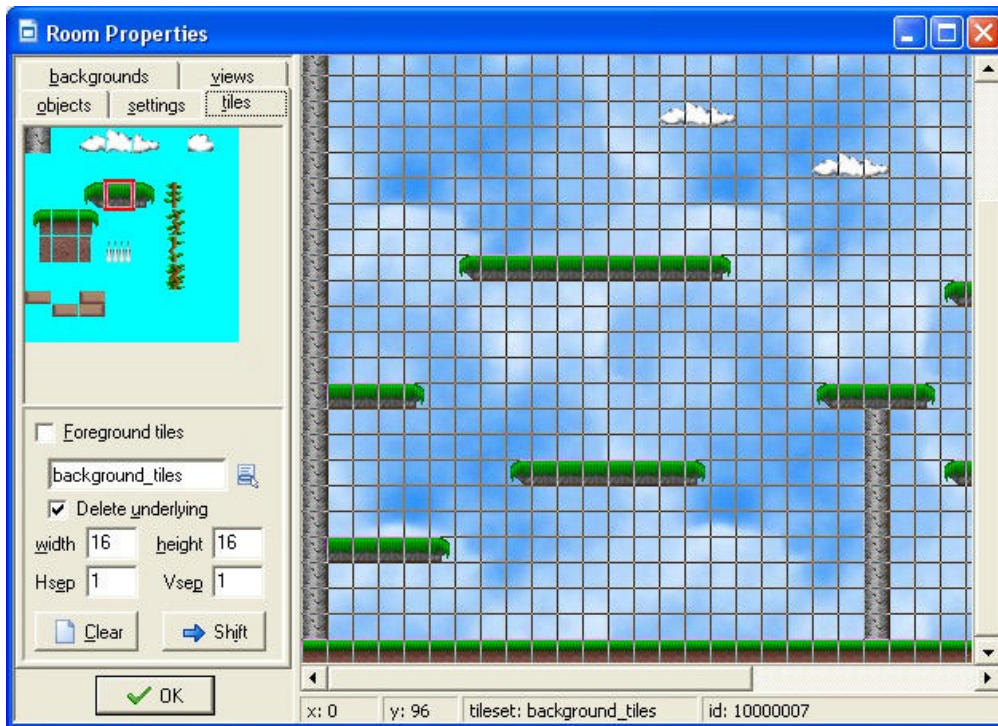 Room Properties
backgrounds views
objects settings tiles
Foreground tiles
background_tiles
Delete underlying
width 16 height 16
Hsep 1 Vsep 1
Clear Shift
OK
x: 0 y: 96 tileset: background_tiles id: 10000007